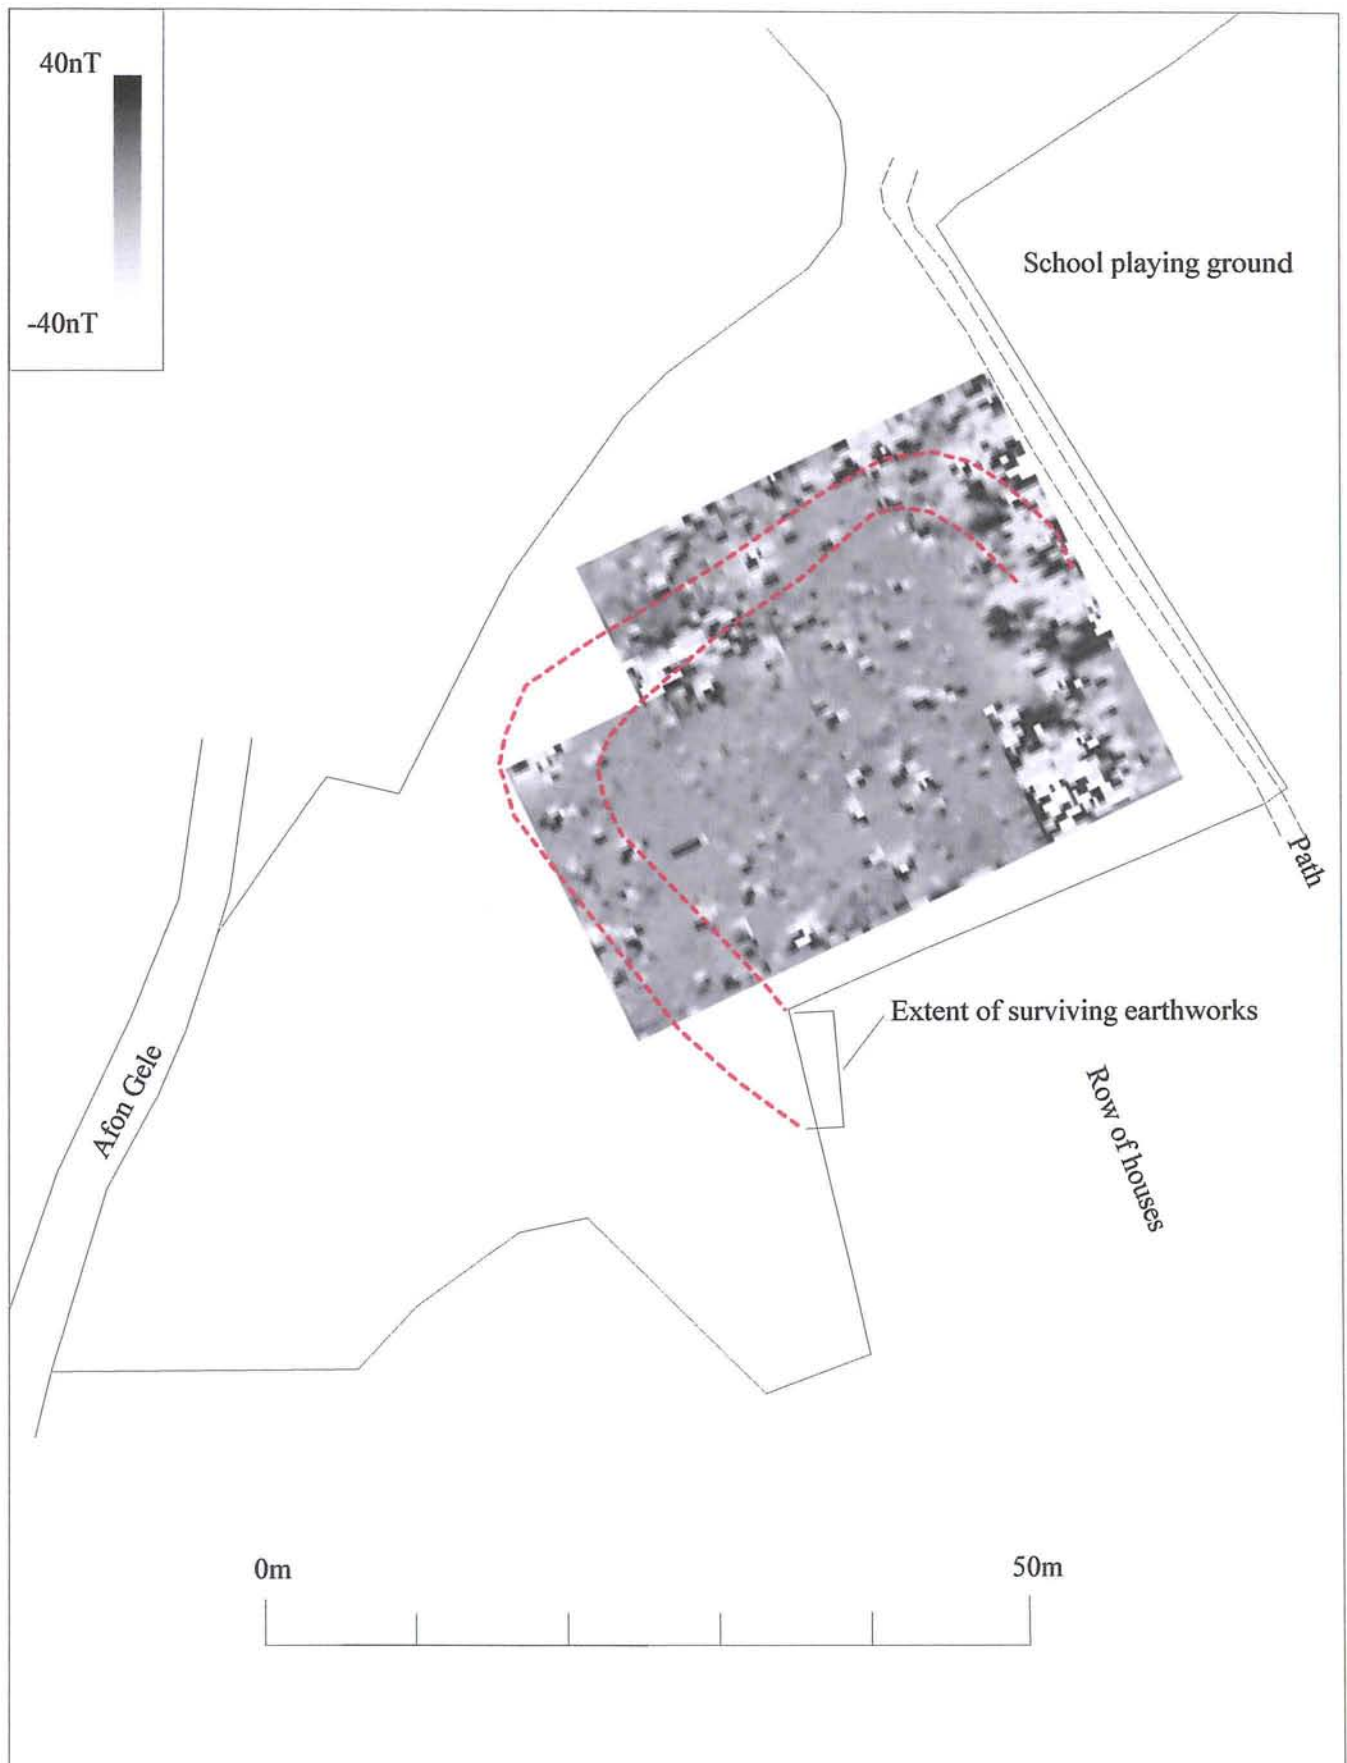 40nT
-40nT
School playing ground
Path
Extent of surviving earthworks
Afon Gele
Row of houses
0m
50m